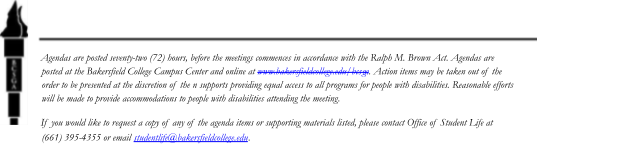 Agendas are posted seventy-two (72) hours, before the meetings commences in accordance with the Ralph M. Brown Act. Agendas are
posted at the Bakersfield College Campus Center and online at www.bakersfieldcollege.edu/bcsga. Action items may be taken out of the
order to be presented at the discretion of the n supports providing equal access to all programs for people with disabilities. Reasonable efforts
will be made to provide accommodations to people with disabilities attending the meeting.
If you would like to request a copy of any of the agenda items or supporting materials listed, please contact Office of Student Life at
(661) 395-4355 or email studentlife@bakersfieldcollege.edu.